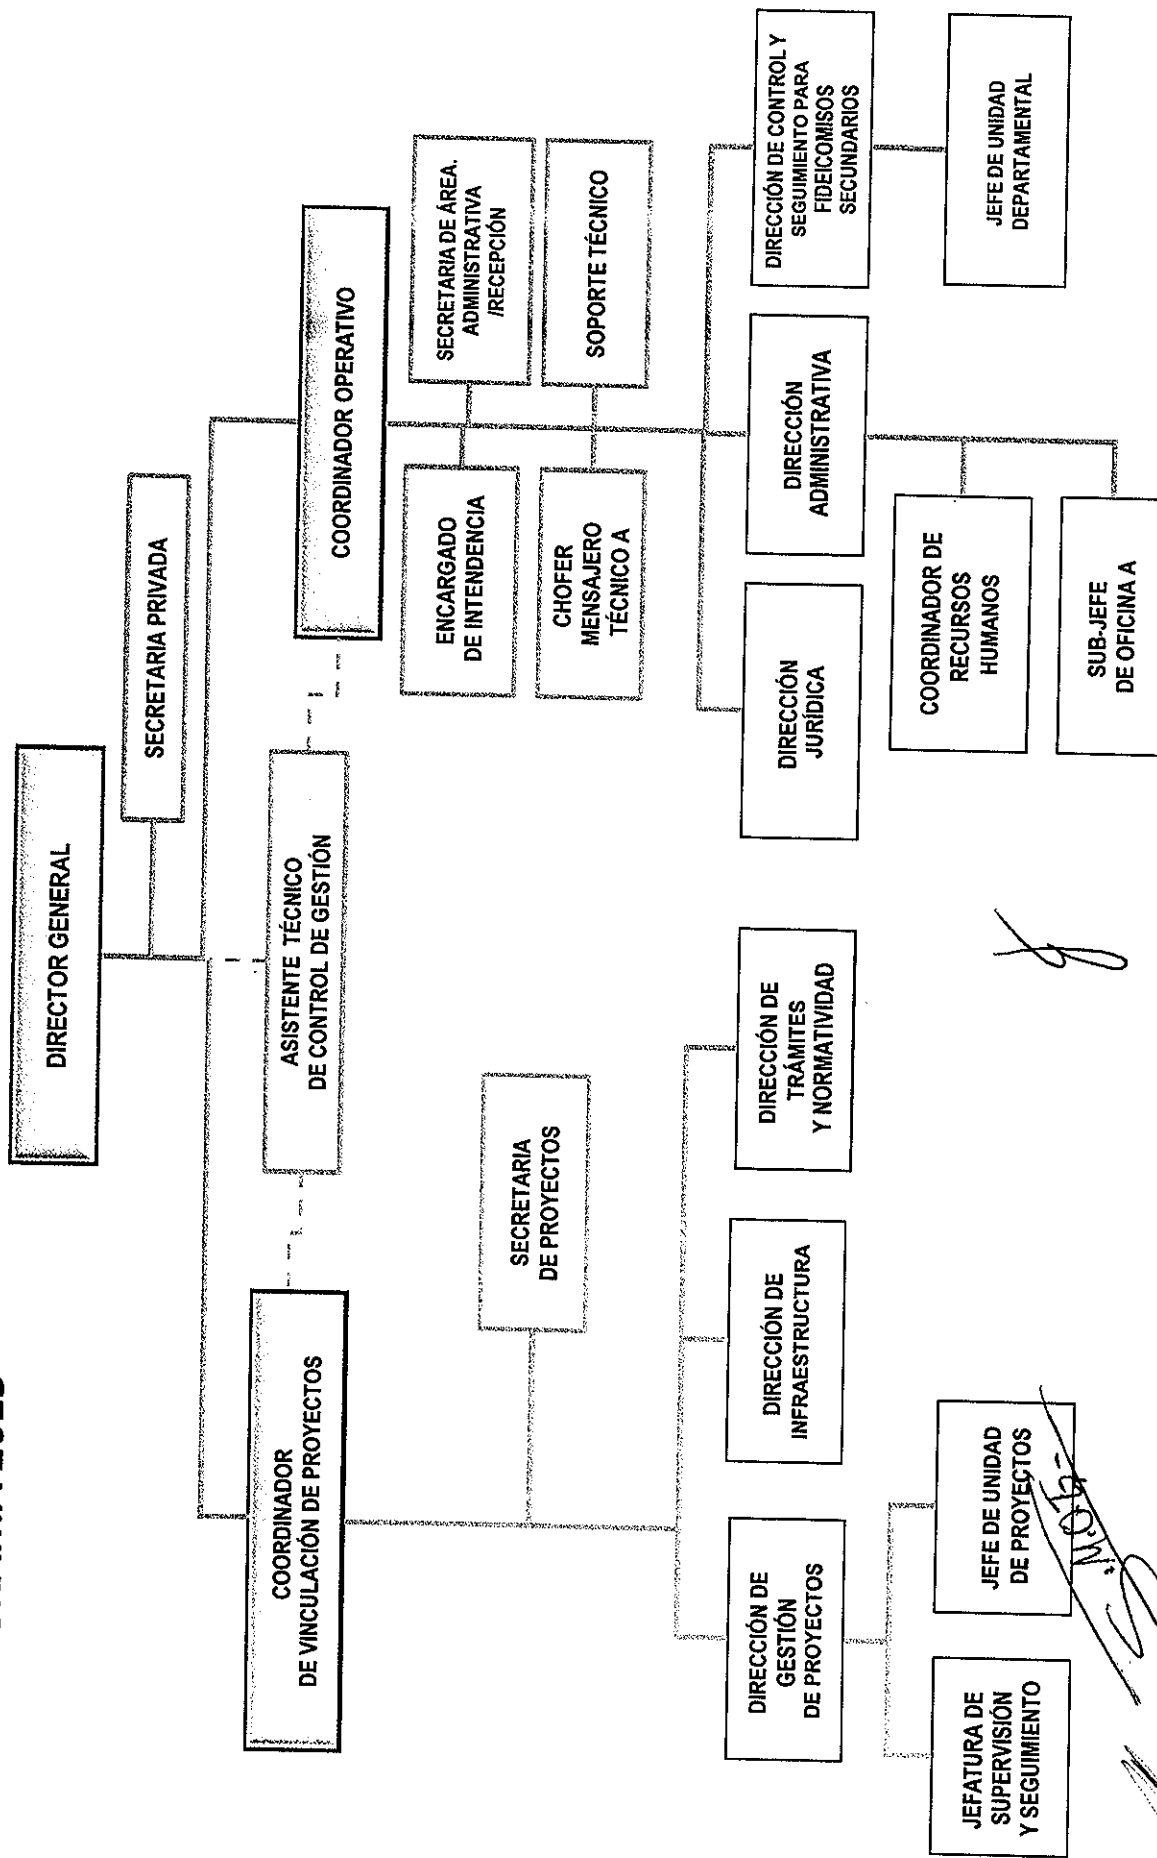 DIRECTOR GENERAL
SECRETARIA PRIVADA
COORDINADOR
DE VINCULACIÓN DE PROYECTOS
ASISTENTE TÉCNICO
DE CONTROL DE GESTIÓN
COORDINADOR OPERATIVO
SECRETARIA
DE PROYECTOS
ENCARGADO
DE INTENDENCIA
SECRETARIA DE ÁREA.
ADMINISTRATIVA
/RECEPCIÓN
CHOFER
MENSAJERO
TÉCNICO A
SOPORTE TÉCNICO
DIRECCIÓN DE
GESTIÓN
DE PROYECTOS
DIRECCIÓN DE
INFRAESTRUCTURA
DIRECCIÓN DE
TRÁMITES
Y NORMATIVIDAD
DIRECCIÓN
JURÍDICA
DIRECCIÓN
ADMINISTRATIVA
DIRECCIÓN DE CONTROL Y
SEGUIMIENTO PARA
FIDEICOMISOS
SECUNDARIOS
JEFATURA DE
SUPERVISIÓN
Y SEGUIMIENTO
JEFE DE UNIDAD
DE PROYECTOS
COORDINADOR DE
RECURSOS
HUMANOS
JEFE DE UNIDAD
DEPARTAMENTAL
SUB-JEFE
DE OFICINA A